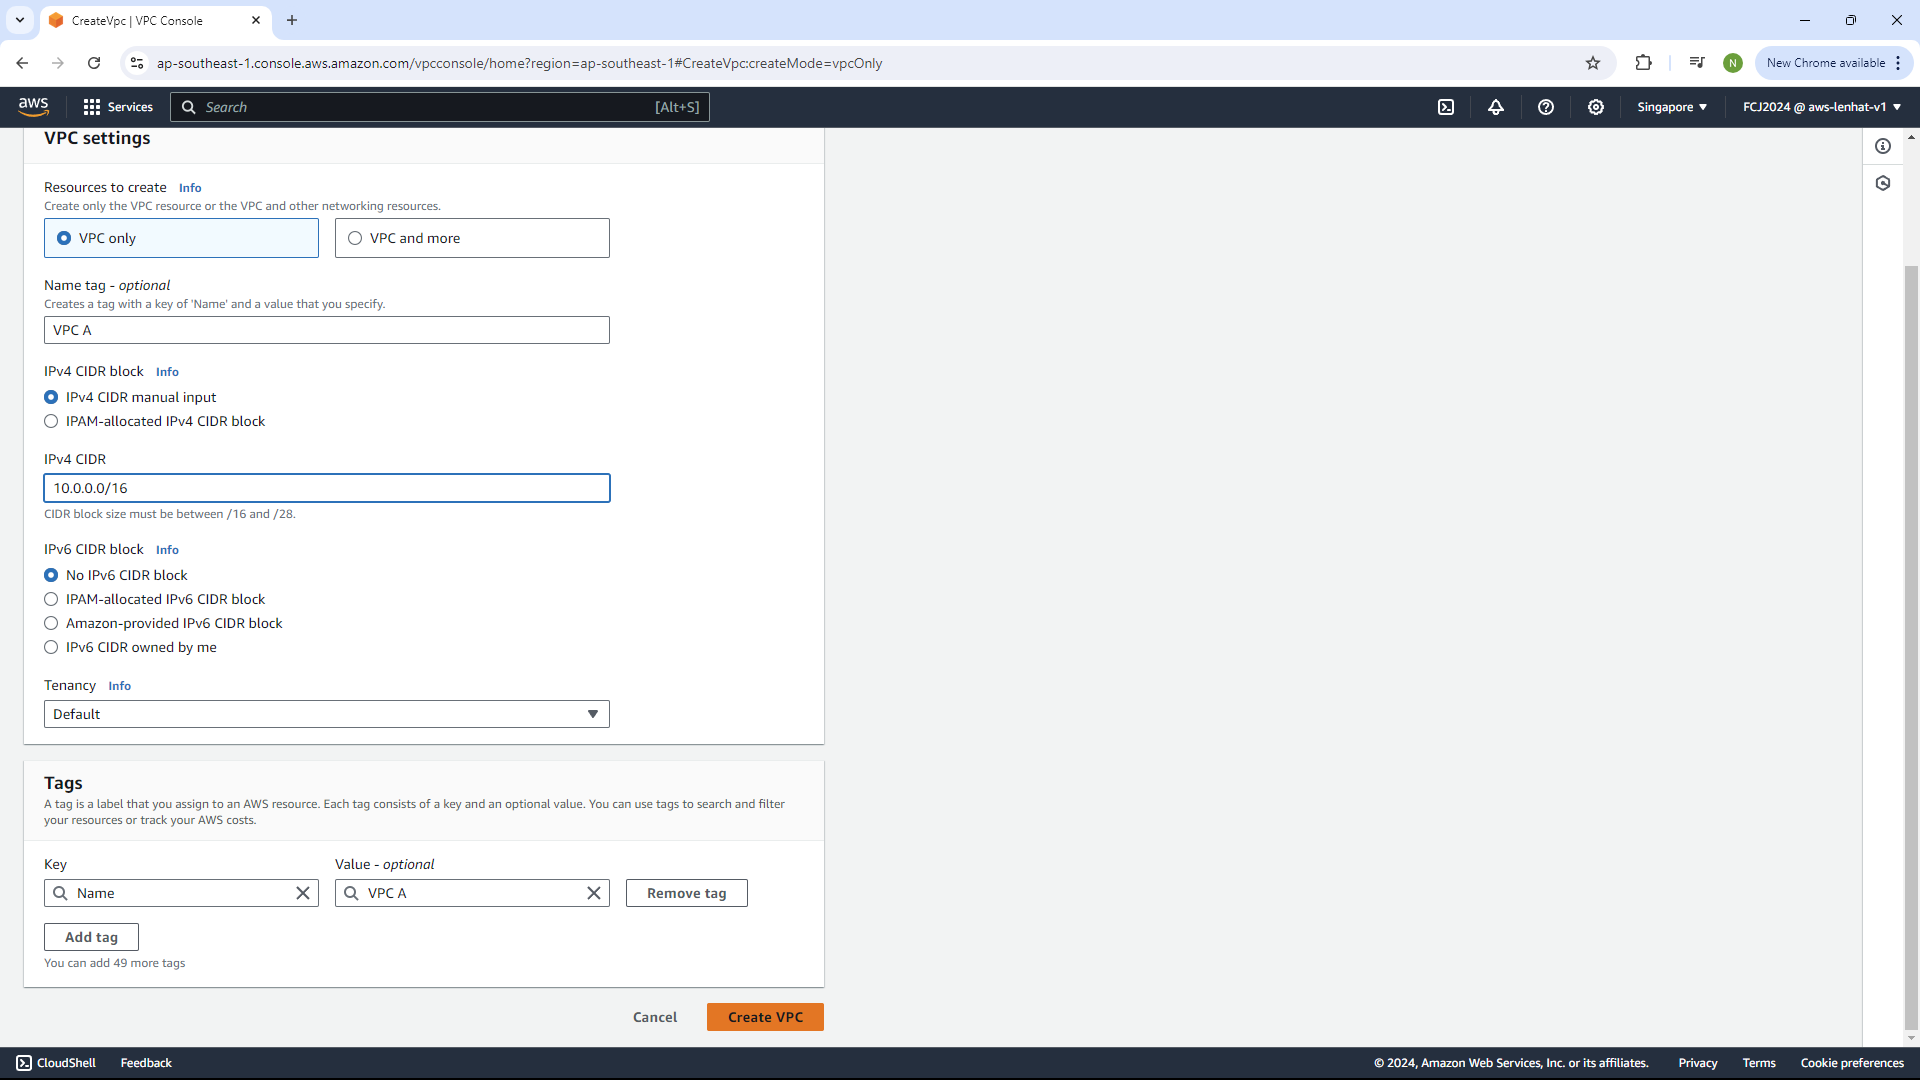 CreateVpc | VPC Console
ap-southeast-1.console.aws.amazon.com/vpcconsole/home?region=ap-southeast-1#CreateVpc:createMode=vpcOnly
N
New Chrome available
aws
Services
Search
[Alt+S]
Singapore
FCJ2024 @ aws-lenhat-v1
VPC settings
Resources to create Info
Create only the VPC resource or the VPC and other networking resources.
VPC only
VPC and more
Name tag - optional
Creates a tag with a key of 'Name' and a value that you specify.
VPC A
IPv4 CIDR block Info
IPv4 CIDR manual input
IPAM-allocated IPv4 CIDR block
IPv4 CIDR
10.0.0.0/16
CIDR block size must be between /16 and /28.
IPv6 CIDR block Info
No IPv6 CIDR block
IPAM-allocated IPv6 CIDR block
Amazon-provided IPv6 CIDR block
IPv6 CIDR owned by me
Tenancy Info
Default
Tags
A tag is a label that you assign to an AWS resource. Each tag consists of a key and an optional value. You can use tags to search and filter
your resources or track your AWS costs.
Key
Value - optional
Name
VPC A
Remove tag
Add tag
You can add 49 more tags
Cancel
Create VPC
CloudShell
Feedback
© 2024, Amazon Web Services, Inc. or its affiliates.
Privacy
Terms
Cookie preferences